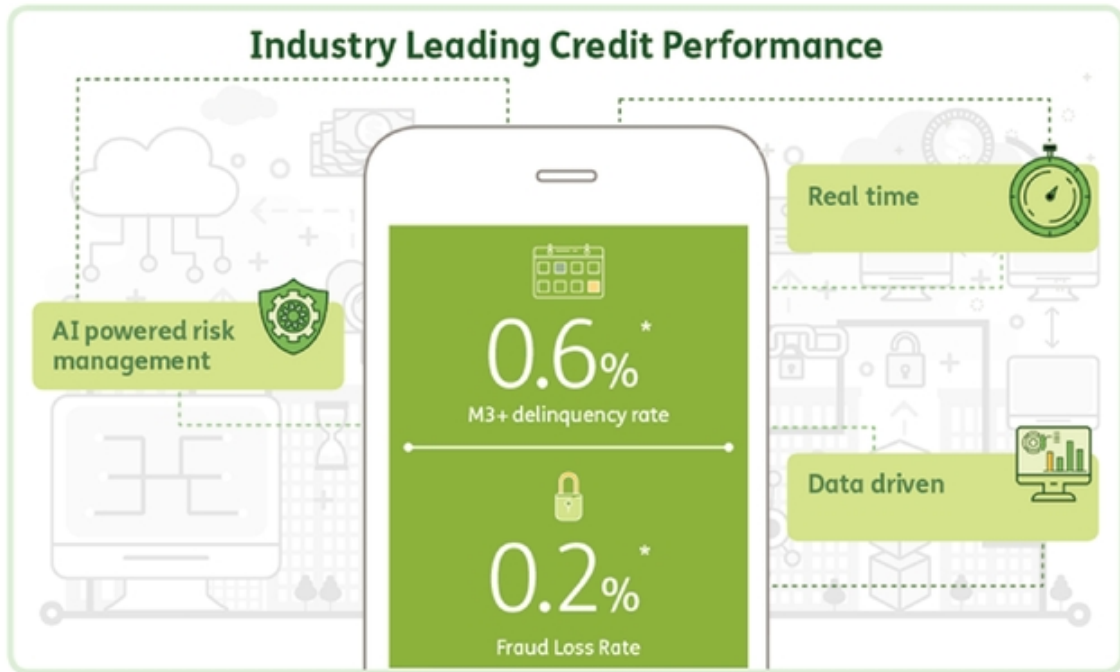 Industry Leading Credit Performance
Real time
AI powered risk
management
0.6%*
M3+ delinquency rate
Data driven
0.2%*
Fraud Loss Rate